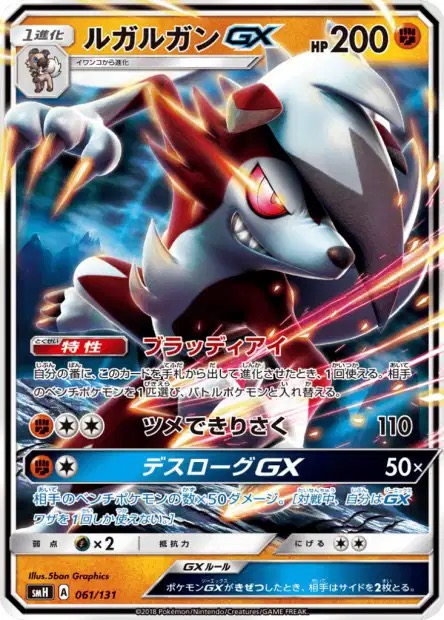 1進化 ルガルガンGX HP200
イワンコから進化
特性 ブラッディアイ
自分の番に、このカードを手札から出して進化させたとき、1回使える。相手
のベンチポケモンを1匹選び、バトルポケモンと入れ替える。
ツメできりさく 110
デスローグGX 50×
相手のベンチポケモンの数×50ダメージ。[対戦中、自分はGX
ワザを1回しか使えない。]
弱点 ×2 抵抗力 にげる
GXルール
Illus.5ban Graphics
ポケモンGXがきぜつしたとき、相手はサイドを2枚とる。
SMH A 061/131
©2018 Pokémon/Nintendo/Creatures/GAME FREAK.